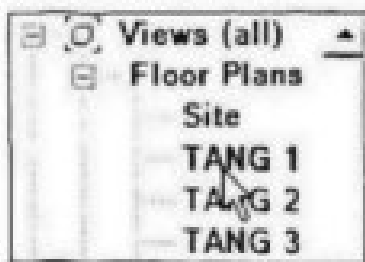 Views (all)
Floor Plans
Site
TANG 1
TANG 2
TANG 3